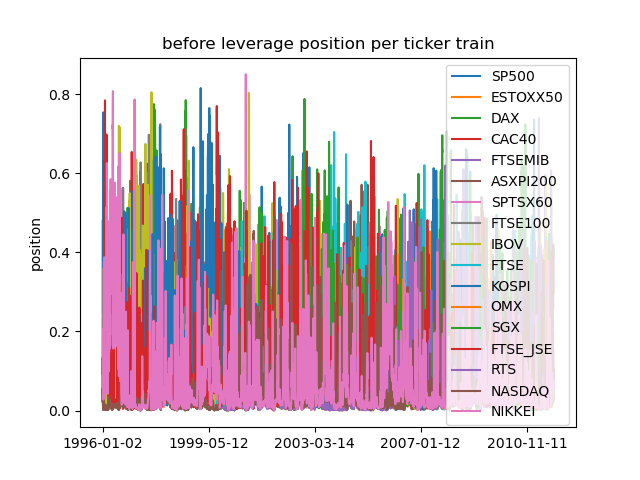 before leverage position per ticker train
position
0.8
0.6
0.4
0.2
0.0
1996-01-02
1999-05-12
2003-03-14
2007-01-12
2010-11-11
SP500
ESTOXX50
DAX
CAC40
FTSEMIB
ASXPI200
SPTSX60
FTSE100
IBOV
FTSE
KOSPI
OMX
SGX
FTSE_JSE
RTS
NASDAQ
NIKKEI